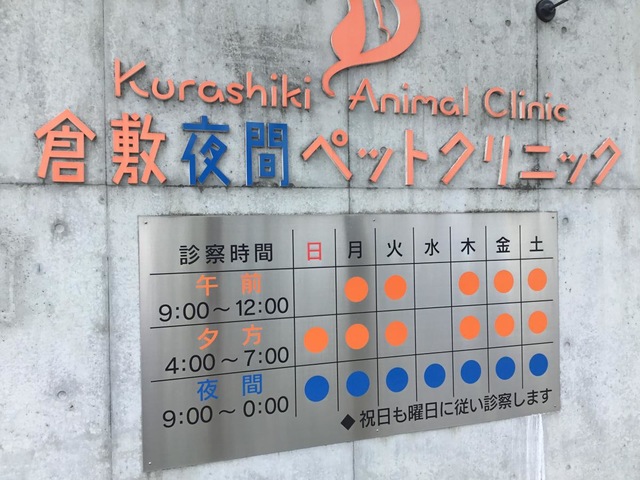 Kurashiki Animal Clinic
倉敷夜間ペットクリニック
診察時間 日 月 火 水 木 金 土
午前
9:00～12:00
夕方
4:00～7:00
夜間
9:00～0:00
◆祝日も曜日に従い診察します